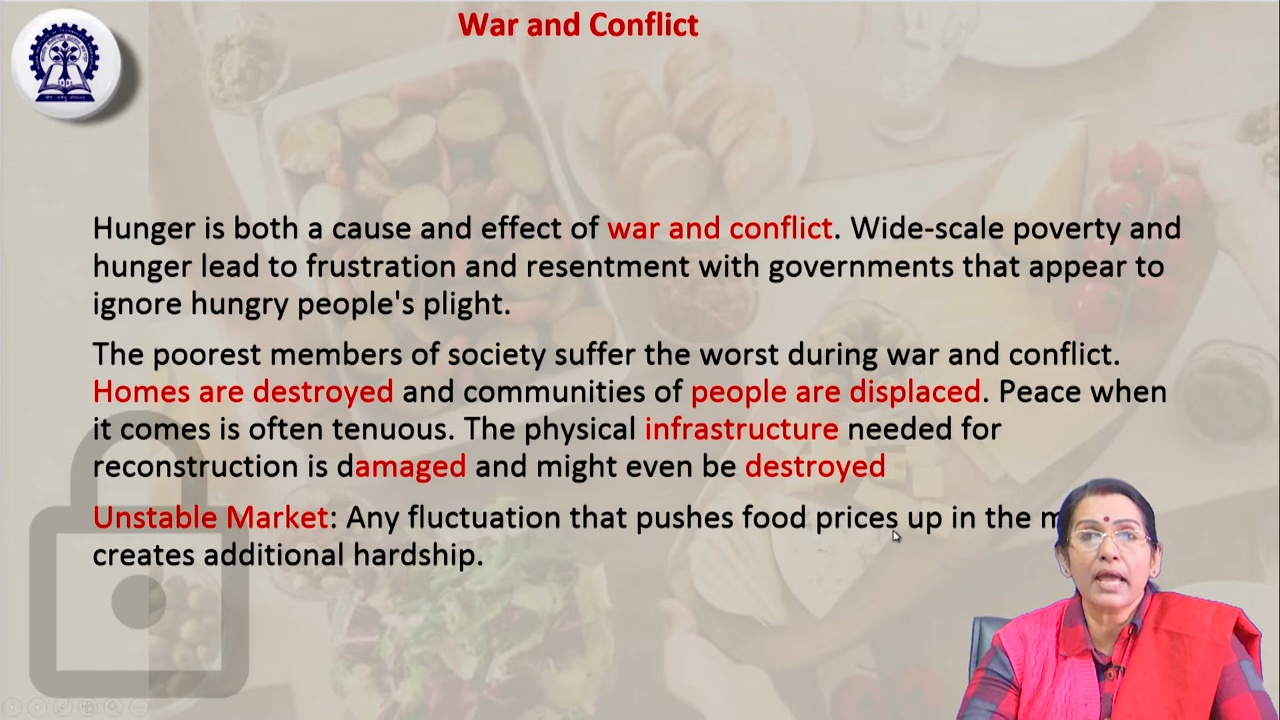 War and Conflict
Hunger is both a cause and effect of war and conflict. Wide-scale poverty and
hunger lead to frustration and resentment with governments that appear to
ignore hungry people's plight.
The poorest members of society suffer the worst during war and conflict.
Homes are destroyed and communities of people are displaced. Peace when
it comes is often tenuous. The physical infrastructure needed for
reconstruction is damaged and might even be destroyed
Unstable Market: Any fluctuation that pushes food prices up in the
creates additional hardship.